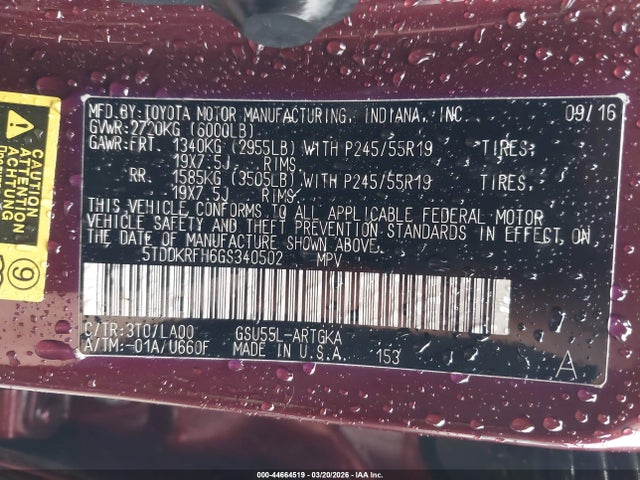 MFD.BY:TOYOTA MOTOR MANUFACTURING, INDIANA, INC. 09/16
GVWR:2720KG (6000LB)
GAWR:FRT. 1340KG (2955LB) WITH P245/55R19 TIRES,
19X7.5J RIMS
RR. 1585KG (3505LB) WITH P245/55R19 TIRES,
19X7.5J RIMS
THIS VEHICLE CONFORMS TO ALL APPLICABLE FEDERAL MOTOR
VEHICLE SAFETY AND THEFT PREVENTION STANDARDS IN EFFECT ON
THE DATE OF MANUFACTURE SHOWN ABOVE.
5TDDKRFH6GS340502 MPV
C/TR:3T0/LA00 GSU55L-ARTGKA
A/TM:-01A/U660F MADE IN U.S.A. 153 A
CAUTION
ATTENTION
ACHTUNG
9
000-44664519 | 03/20/2026 | IAA Inc.